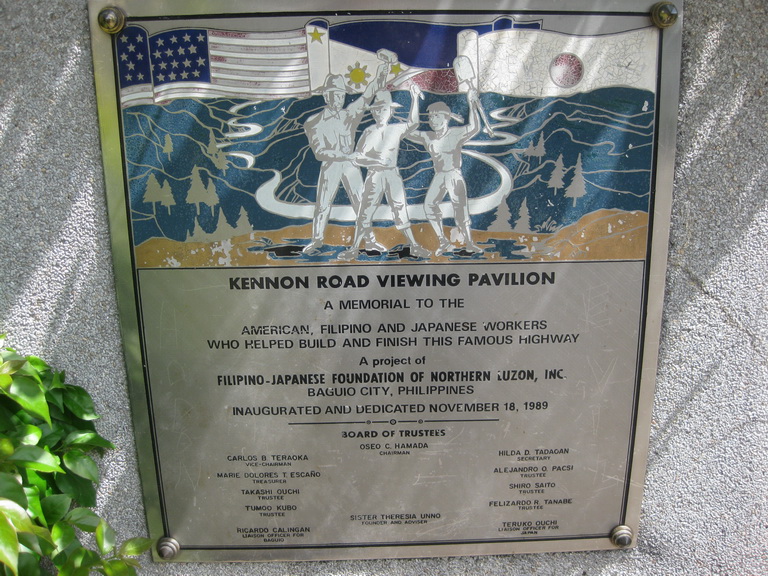 KENNON ROAD VIEWING PAVILION
A MEMORIAL TO THE
AMERICAN, FILIPINO AND JAPANESE WORKERS
WHO HELPED BUILD AND FINISH THIS FAMOUS HIGHWAY
A project of
FILIPINO-JAPANESE FOUNDATION OF NORTHERN LUZON, INC.
BAGUIO CITY, PHILIPPINES
INAUGURATED AND DEDICATED NOVEMBER 18, 1989
BOARD OF TRUSTEES
OSEO C. HAMADA
CHAIRMAN
CARLOS B. TERAOKA
VICE-CHAIRMAN
MARIE DOLORES T. ESCAÑO
TREASURER
TAKASHI OUCHI
TRUSTEE
TUMOO KUBO
TRUSTEE
RICARDO CALINGAN
LIAISON OFFICER FOR
BAGUIO
SISTER THERESIA UNNO
FOUNDER AND ADVISER
HILDA D. TADAOAN
SECRETARY
ALEJANDRO O. PACSI
TRUSTEE
SHIRO SAITO
TRUSTEE
FELIZARDO R. TANABE
TRUSTEE
TERUKO OUCHI
LIAISON OFFICER FOR
JAPAN